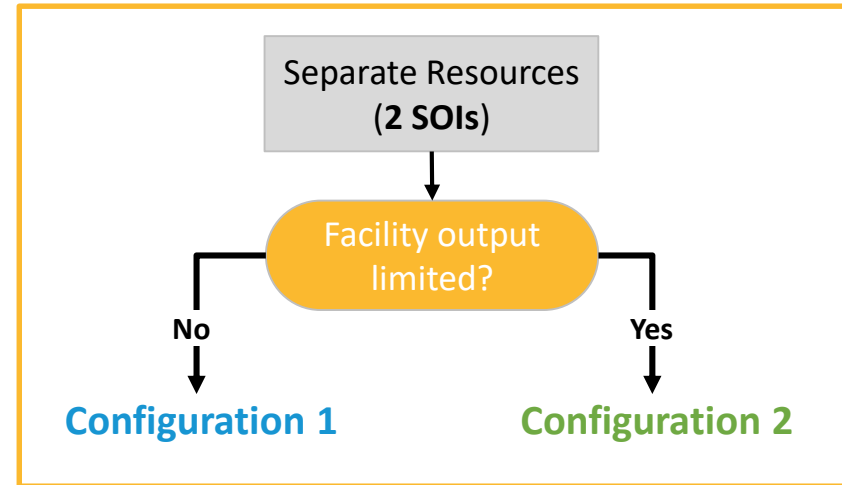 Separate Resources
(2 SOIs)
Facility output
limited?
No
Yes
Configuration 1
Configuration 2